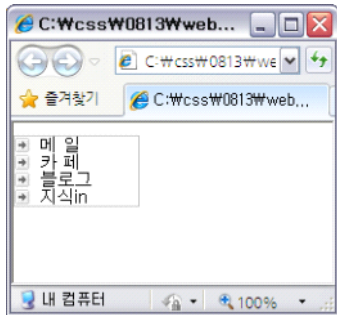 C:₩css₩0813₩web...
C:₩css₩0813₩we
즐겨찾기
C:₩css₩0813₩web,,,
메 일
카 페
블로그
지식in
내 컴퓨터
100%